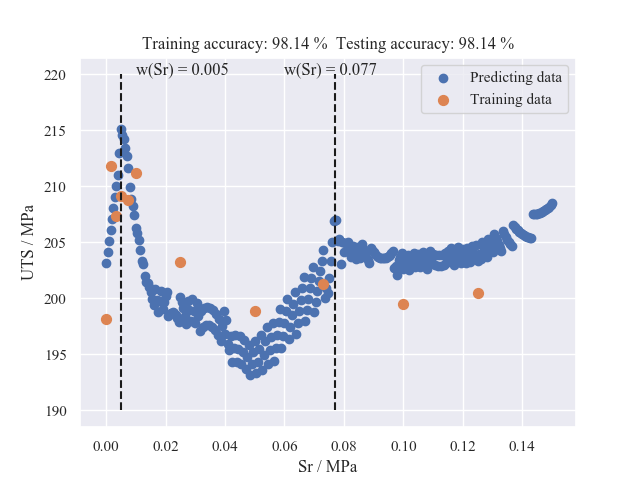 Training accuracy: 98.14 %  Testing accuracy: 98.14 %
w(Sr) = 0.005
w(Sr) = 0.077
Predicting data
Training data
220
215
210
205
200
195
190
UTS / MPa
0.00
0.02
0.04
0.06
0.08
0.10
0.12
0.14
Sr / MPa